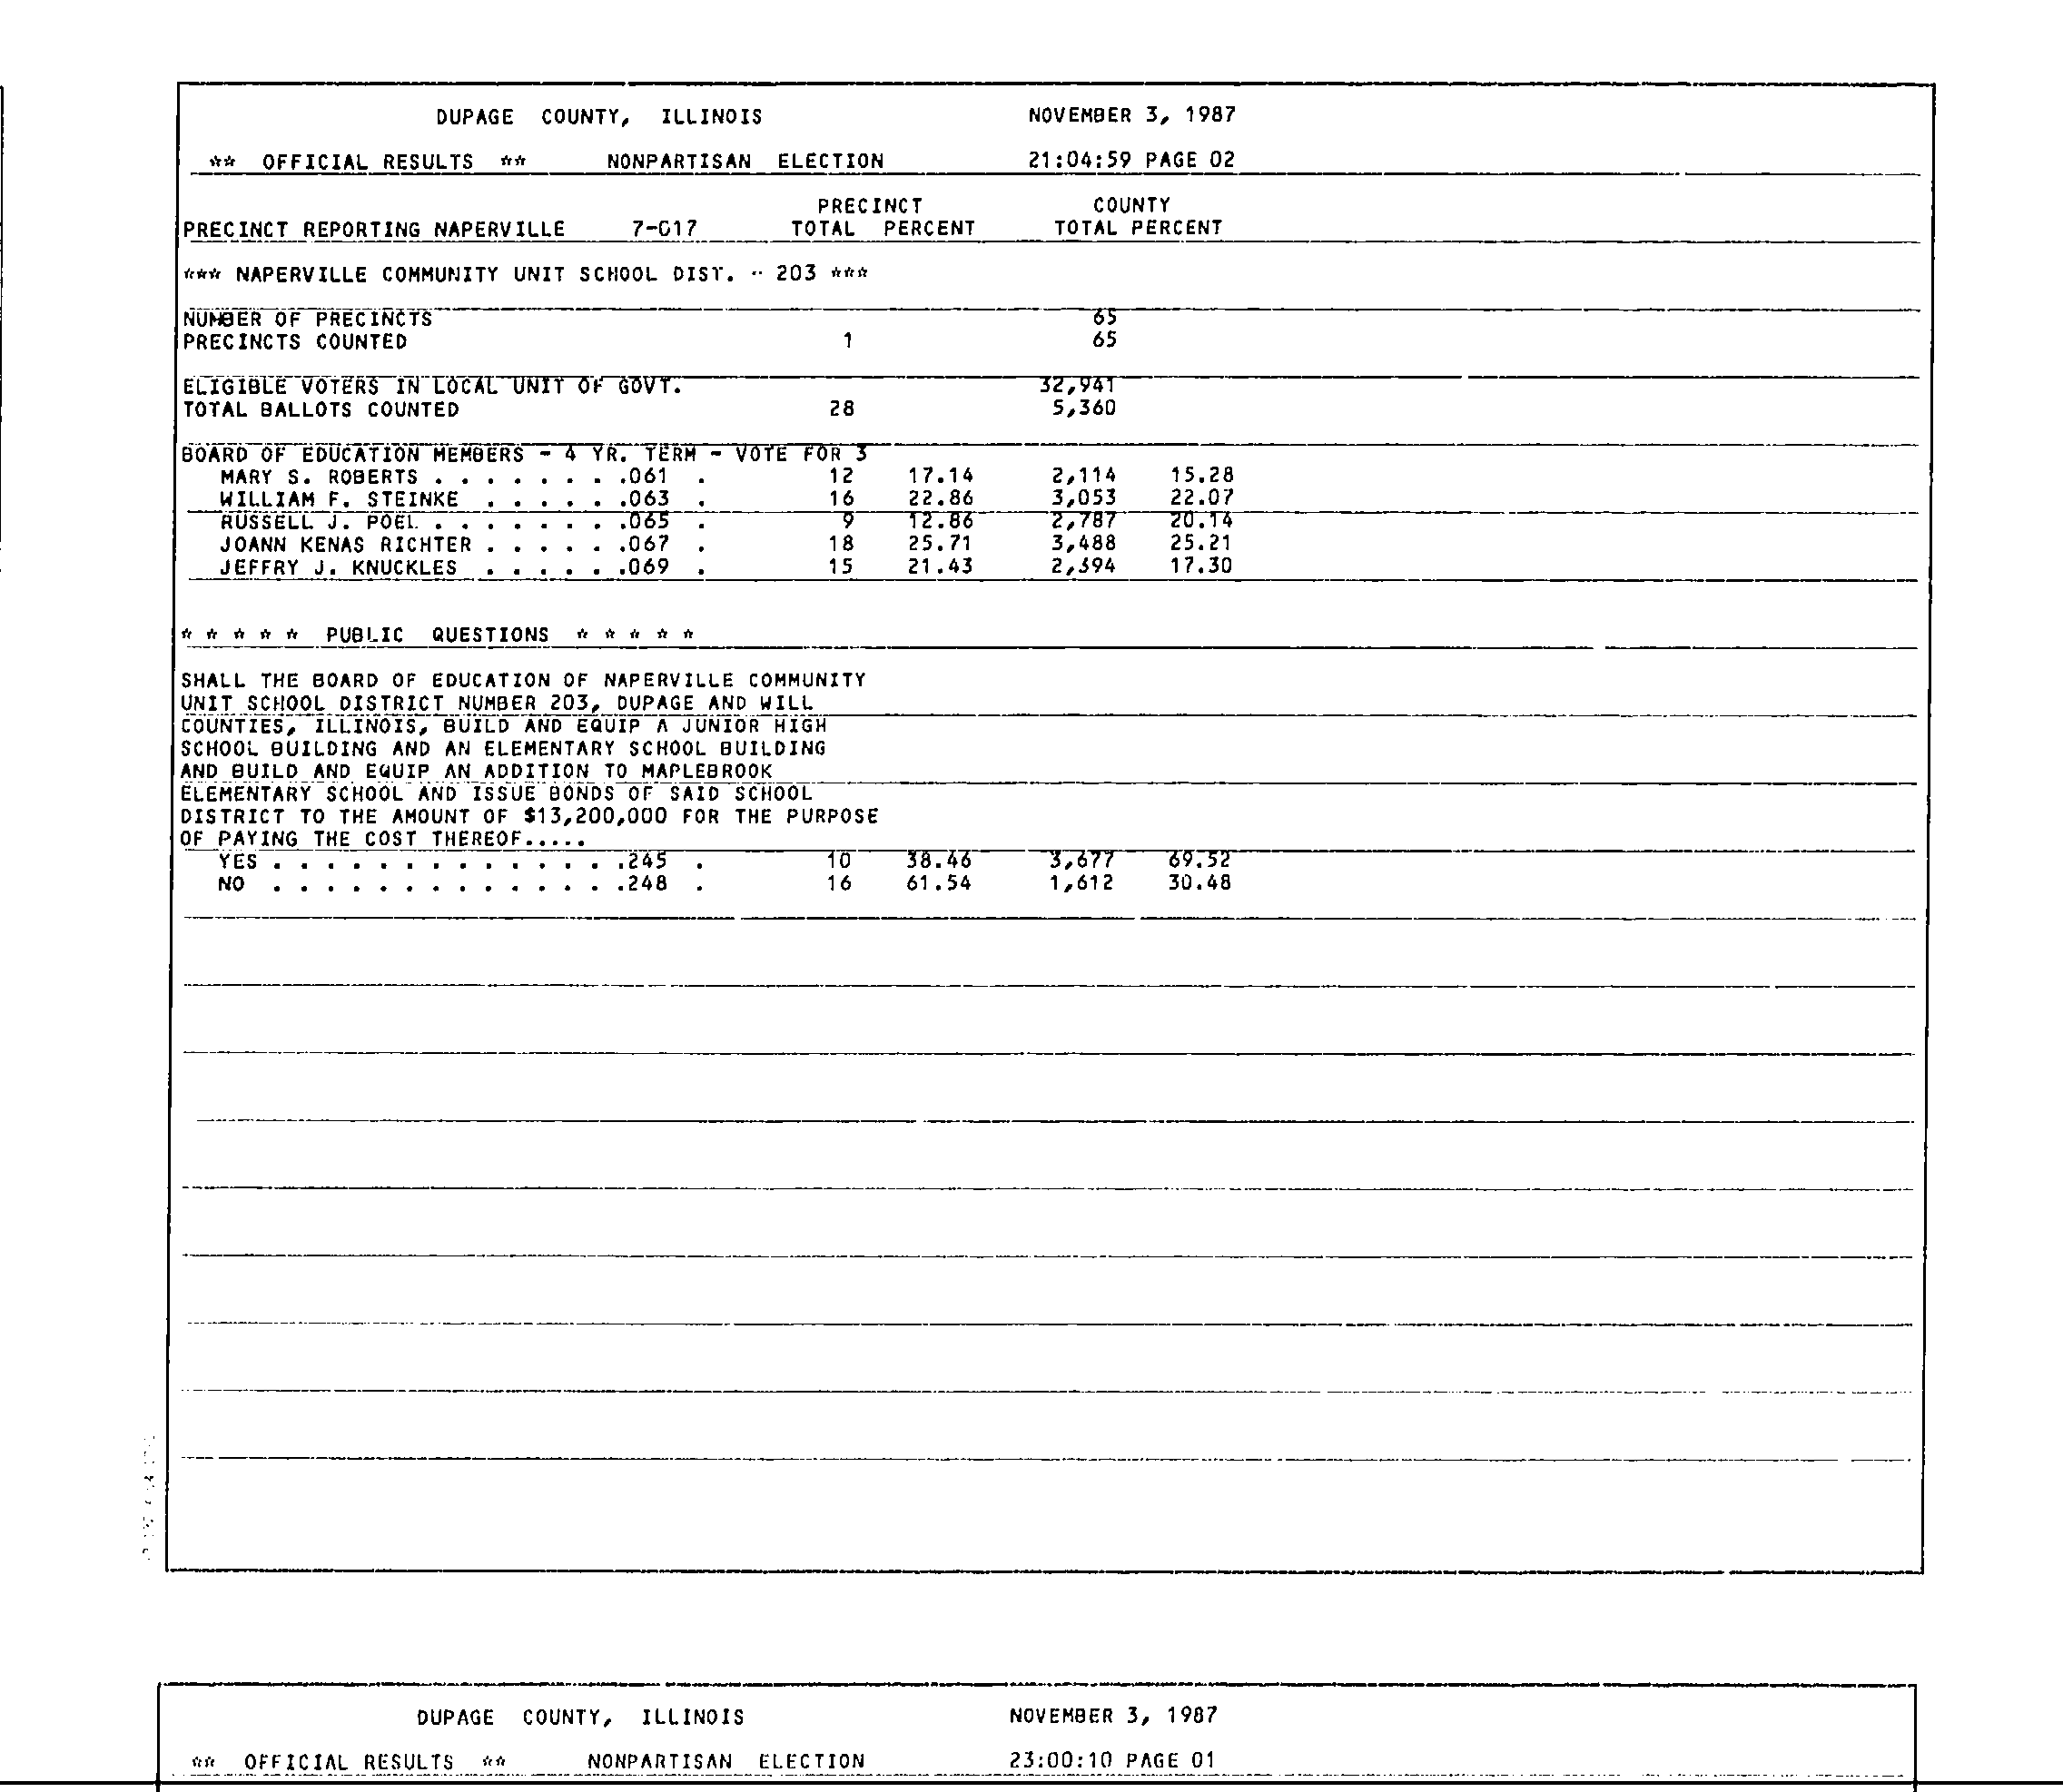 DUPAGE COUNTY, ILLINOIS NOVEMBER 3, 1987
** OFFICIAL RESULTS ** NONPARTISAN ELECTION 21:04:59 PAGE 02
PRECINCT COUNTY
PRECINCT REPORTING NAPERVILLE 7-017 TOTAL PERCENT TOTAL PERCENT
*** NAPERVILLE COMMUNITY UNIT SCHOOL DIST. - 203 ***
NUMBER OF PRECINCTS 65
PRECINCTS COUNTED 1 65
ELIGIBLE VOTERS IN LOCAL UNIT OF GOVT. 32,941
TOTAL BALLOTS COUNTED 28 5,360
BOARD OF EDUCATION MEMBERS - 4 YR. TERM - VOTE FOR 3
MARY S. ROBERTS . . . . . . . .061 . 12 17.14 2,114 15.28
WILLIAM F. STEINKE . . . . . .063 . 16 22.86 3,053 22.07
RUSSELL J. POEL . . . . . . . .065 . 9 12.86 2,787 20.14
JOANN KENAS RICHTER . . . . . .067 . 18 25.71 3,488 25.21
JEFFRY J. KNUCKLES . . . . . .069 . 15 21.43 2,394 17.30
* * * * * PUBLIC QUESTIONS * * * * *
SHALL THE BOARD OF EDUCATION OF NAPERVILLE COMMUNITY
UNIT SCHOOL DISTRICT NUMBER 203, DUPAGE AND WILL
COUNTIES, ILLINOIS, BUILD AND EQUIP A JUNIOR HIGH
SCHOOL BUILDING AND AN ELEMENTARY SCHOOL BUILDING
AND BUILD AND EQUIP AN ADDITION TO MAPLEBROOK
ELEMENTARY SCHOOL AND ISSUE BONDS OF SAID SCHOOL
DISTRICT TO THE AMOUNT OF $13,200,000 FOR THE PURPOSE
OF PAYING THE COST THEREOF.....
YES . . . . . . . . . . . . . .245 . 10 38.46 3,677 69.52
NO . . . . . . . . . . . . . .248 . 16 61.54 1,612 30.48
DUPAGE COUNTY, ILLINOIS NOVEMBER 3, 1987
** OFFICIAL RESULTS ** NONPARTISAN ELECTION 23:00:10 PAGE 01